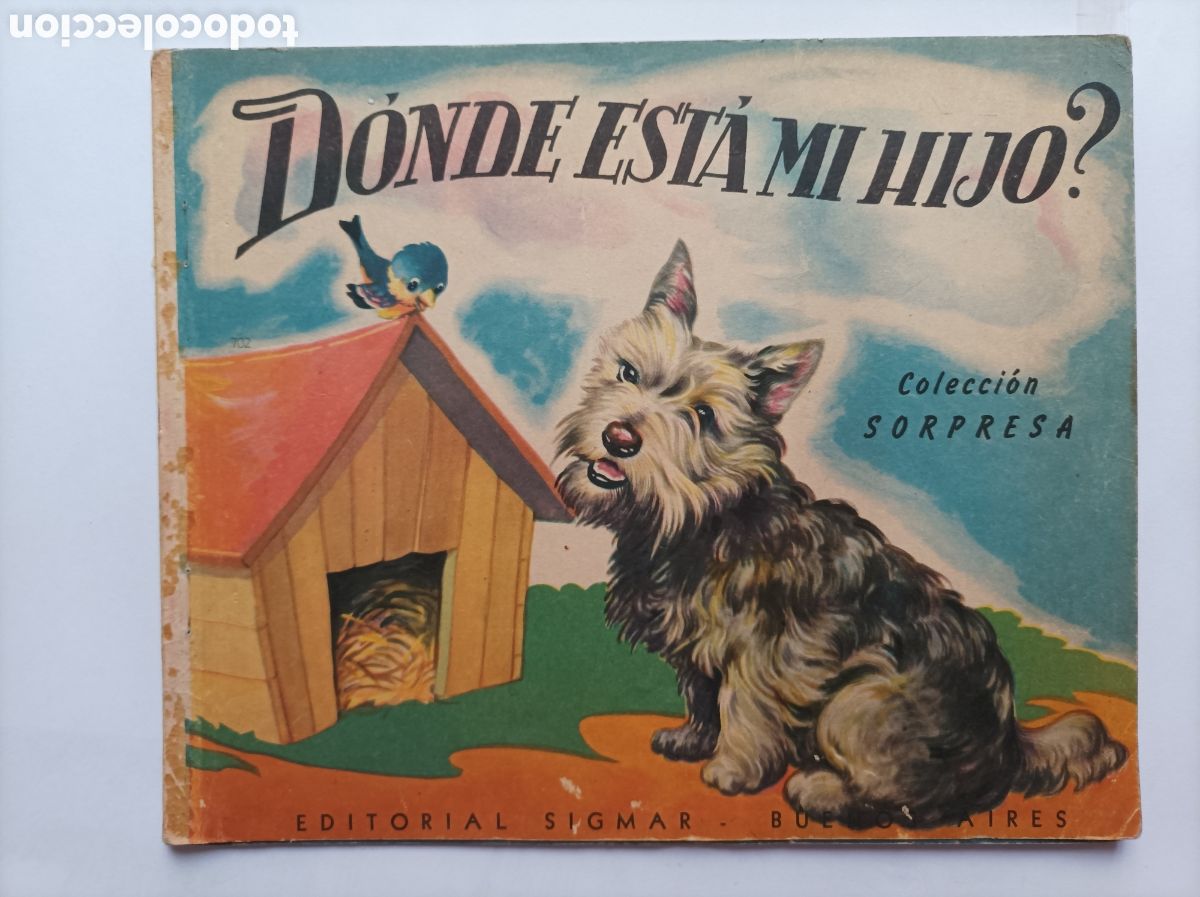 todocoleccion
DÓNDE ESTÁ MI HIJO?
702
Colección
SORPRESA
EDITORIAL SIGMAR - BUENOS AIRES